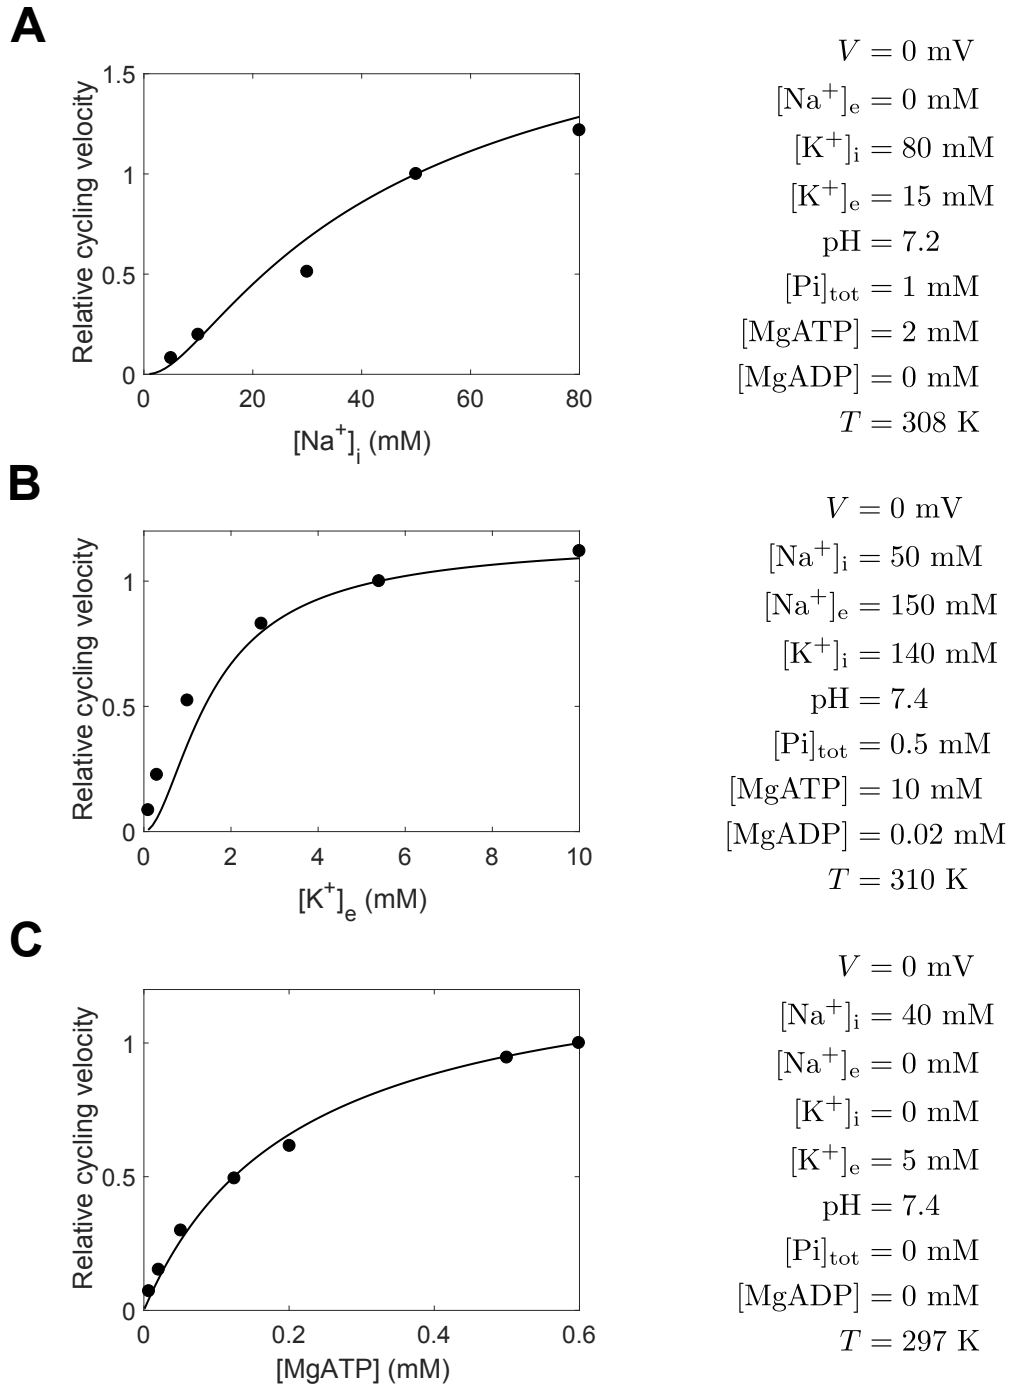 A
Relative cycling velocity
1.5
1
0.5
0
0 20 40 60 80
[Na⁺]ᵢ (mM)
V = 0 mV
[Na⁺]ₑ = 0 mM
[K⁺]ᵢ = 80 mM
[K⁺]ₑ = 15 mM
pH = 7.2
[Pi]ₜₒₜ = 1 mM
[MgATP] = 2 mM
[MgADP] = 0 mM
T = 308 K
B
Relative cycling velocity
1
0.5
0
0 2 4 6 8 10
[K⁺]ₑ (mM)
V = 0 mV
[Na⁺]ᵢ = 50 mM
[Na⁺]ₑ = 150 mM
[K⁺]ᵢ = 140 mM
pH = 7.4
[Pi]ₜₒₜ = 0.5 mM
[MgATP] = 10 mM
[MgADP] = 0.02 mM
T = 310 K
C
Relative cycling velocity
1
0.5
0
0 0.2 0.4 0.6
[MgATP] (mM)
V = 0 mV
[Na⁺]ᵢ = 40 mM
[Na⁺]ₑ = 0 mM
[K⁺]ᵢ = 0 mM
[K⁺]ₑ = 5 mM
pH = 7.4
[Pi]ₜₒₜ = 0 mM
[MgADP] = 0 mM
T = 297 K